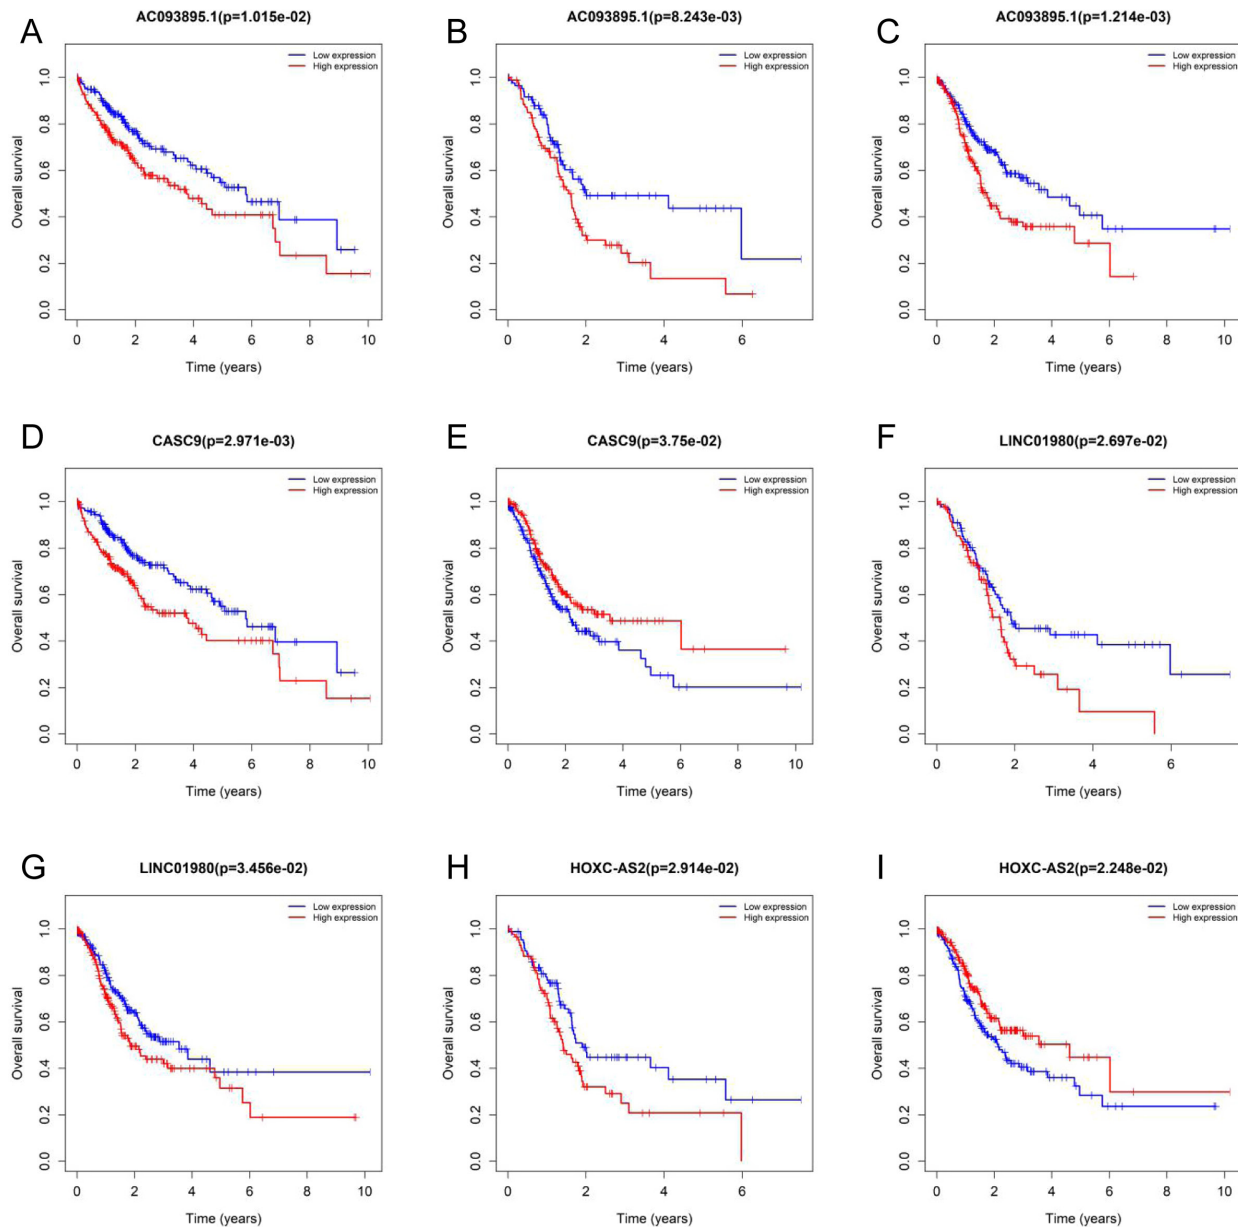 A
AC093895.1(p=1.015e-02)
Low expression
High expression
Overall survival
1.0
0.8
0.6
0.4
0.2
0.0
0 2 4 6 8 10
Time (years)
B
AC093895.1(p=8.243e-03)
Low expression
High expression
Overall survival
1.0
0.8
0.6
0.4
0.2
0.0
0 2 4 6
Time (years)
C
AC093895.1(p=1.214e-03)
Low expression
High expression
Overall survival
1.0
0.8
0.6
0.4
0.2
0.0
0 2 4 6 8 10
Time (years)
D
CASC9(p=2.971e-03)
Low expression
High expression
Overall survival
1.0
0.8
0.6
0.4
0.2
0.0
0 2 4 6 8 10
Time (years)
E
CASC9(p=3.75e-02)
Low expression
High expression
Overall survival
1.0
0.8
0.6
0.4
0.2
0.0
0 2 4 6 8 10
Time (years)
F
LINC01980(p=2.697e-02)
Low expression
High expression
Overall survival
1.0
0.8
0.6
0.4
0.2
0.0
0 2 4 6
Time (years)
G
LINC01980(p=3.456e-02)
Low expression
High expression
Overall survival
1.0
0.8
0.6
0.4
0.2
0.0
0 2 4 6 8 10
Time (years)
H
HOXC-AS2(p=2.914e-02)
Low expression
High expression
Overall survival
1.0
0.8
0.6
0.4
0.2
0.0
0 2 4 6
Time (years)
I
HOXC-AS2(p=2.248e-02)
Low expression
High expression
Overall survival
1.0
0.8
0.6
0.4
0.2
0.0
0 2 4 6 8 10
Time (years)